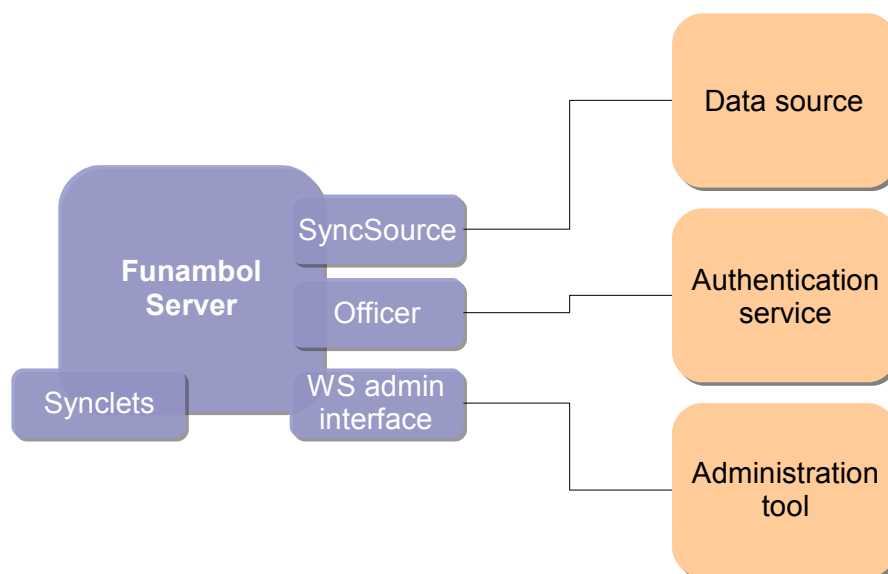 Data source
SyncSource
Funambol
Server
Authentication
service
Officer
Synclets
WS admin
interface
Administration
tool